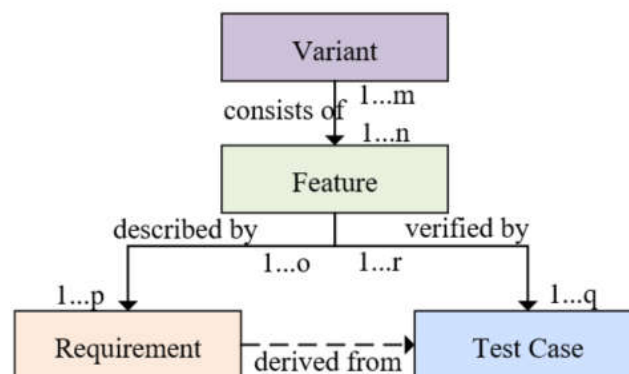 Variant
1...m
consists of
1...n
Feature
described by
verified by
1...o
1...r
1...p
1...q
Requirement
derived from
Test Case